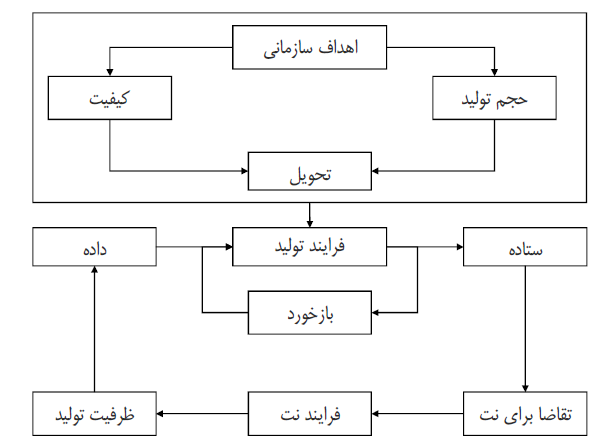 اهداف سازمانی
حجم تولید
کیفیت
تحویل
ستاده
فرایند تولید
داده
بازخورد
تقاضا برای نت
فرایند نت
ظرفیت تولید